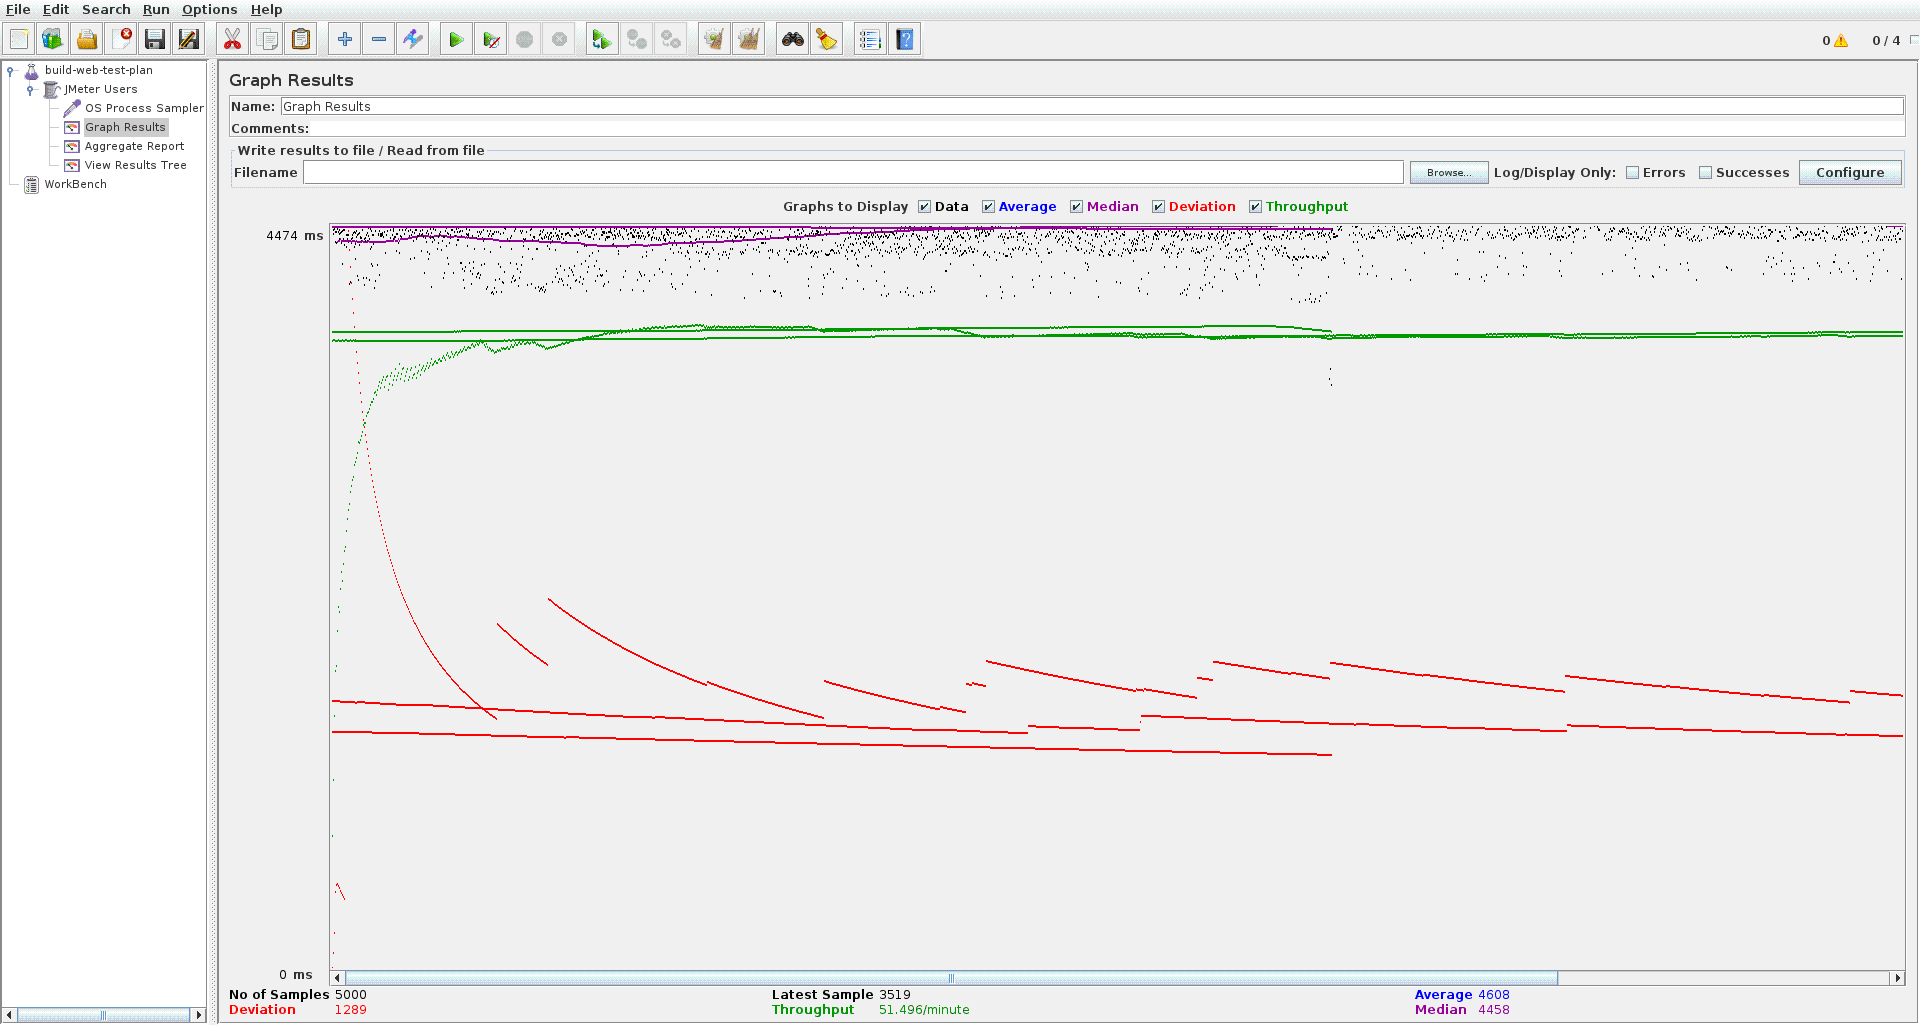 File Edit Search Run Options Help
0 0 / 4
build-web-test-plan
JMeter Users
OS Process Sampler
Graph Results
Aggregate Report
View Results Tree
WorkBench
Graph Results
Name: Graph Results
Comments:
Write results to file / Read from file
Filename Browse... Log/Display Only: Errors Successes Configure
Graphs to Display Data Average Median Deviation Throughput
4474 ms
0 ms
No of Samples 5000 Latest Sample 3519 Average 4608
Deviation 1289 Throughput 51.496/minute Median 4458